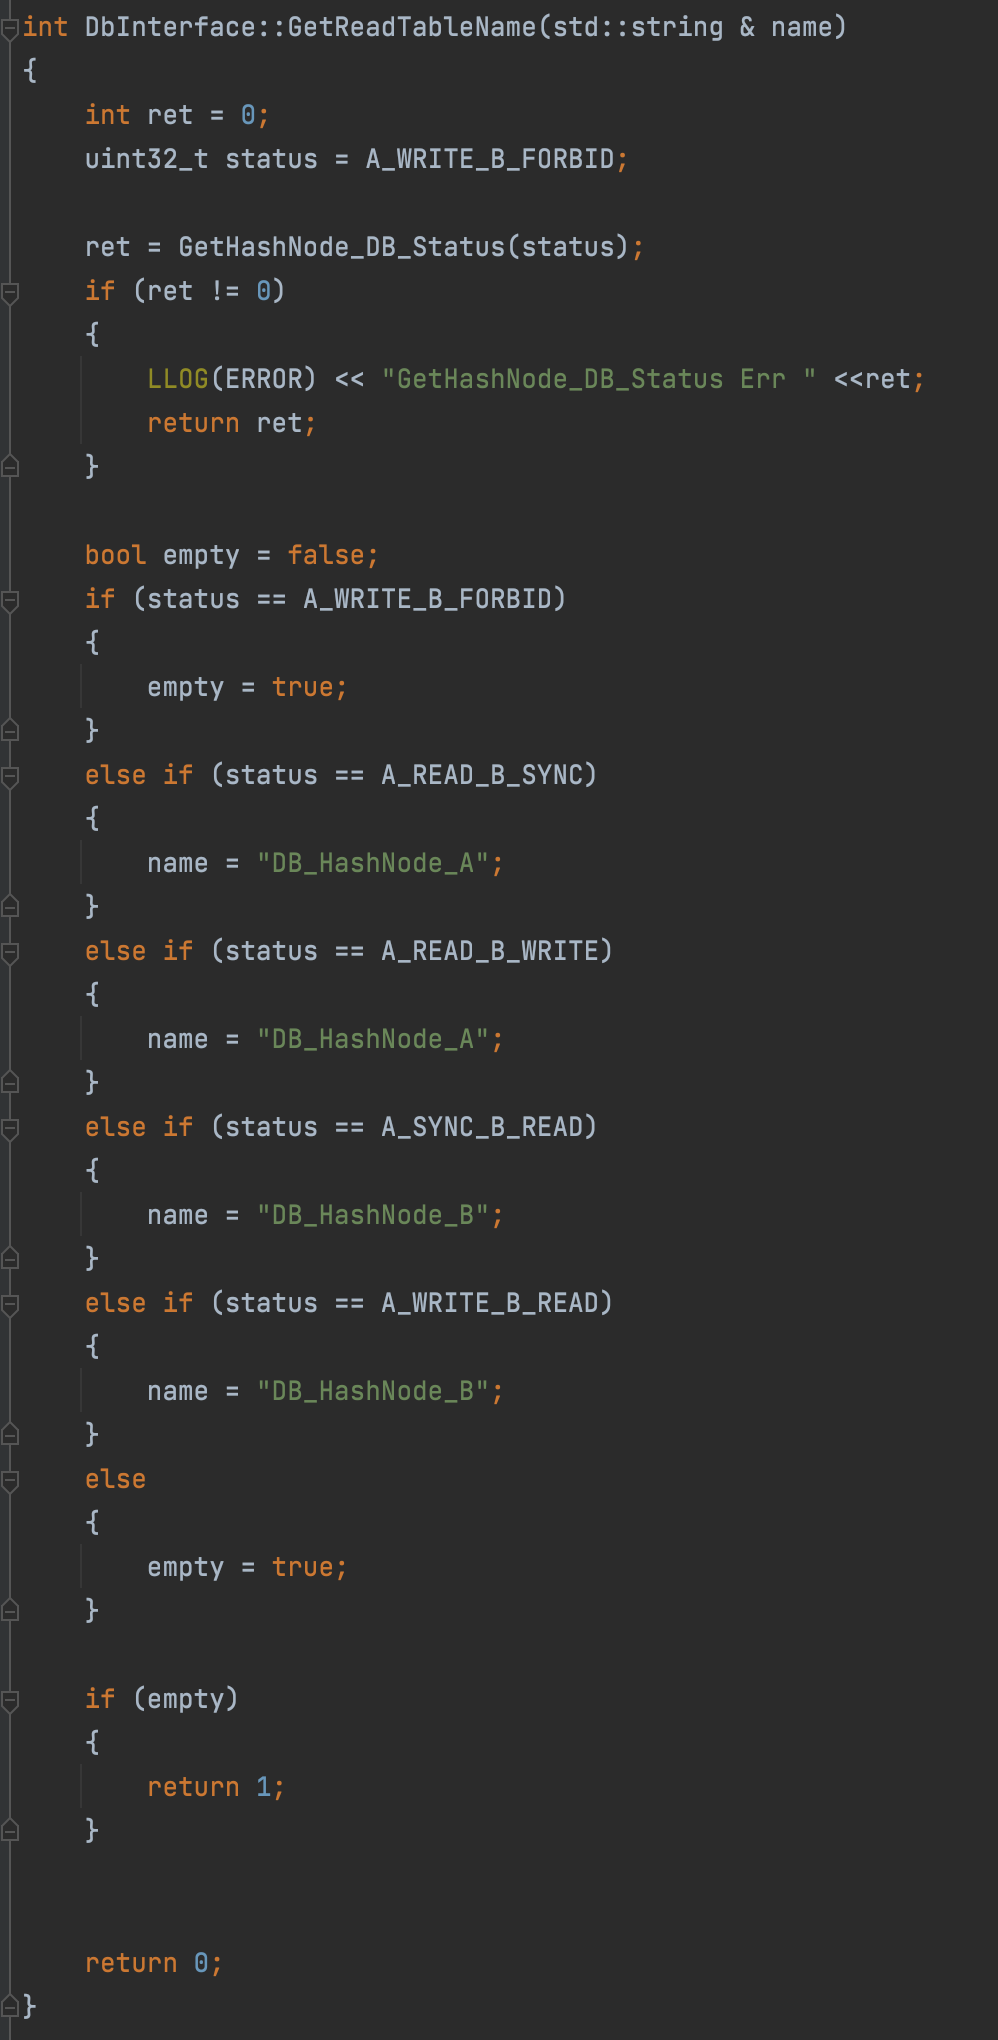 int DbInterface::GetReadTableName(std::string & name)
{
    int ret = 0;
    uint32_t status = A_WRITE_B_FORBID;

    ret = GetHashNode_DB_Status(status);
    if (ret != 0)
    {
        LLOG(ERROR) << "GetHashNode_DB_Status Err " <<ret;
        return ret;
    }

    bool empty = false;
    if (status == A_WRITE_B_FORBID)
    {
        empty = true;
    }
    else if (status == A_READ_B_SYNC)
    {
        name = "DB_HashNode_A";
    }
    else if (status == A_READ_B_WRITE)
    {
        name = "DB_HashNode_A";
    }
    else if (status == A_SYNC_B_READ)
    {
        name = "DB_HashNode_B";
    }
    else if (status == A_WRITE_B_READ)
    {
        name = "DB_HashNode_B";
    }
    else
    {
        empty = true;
    }

    if (empty)
    {
        return 1;
    }


    return 0;
}